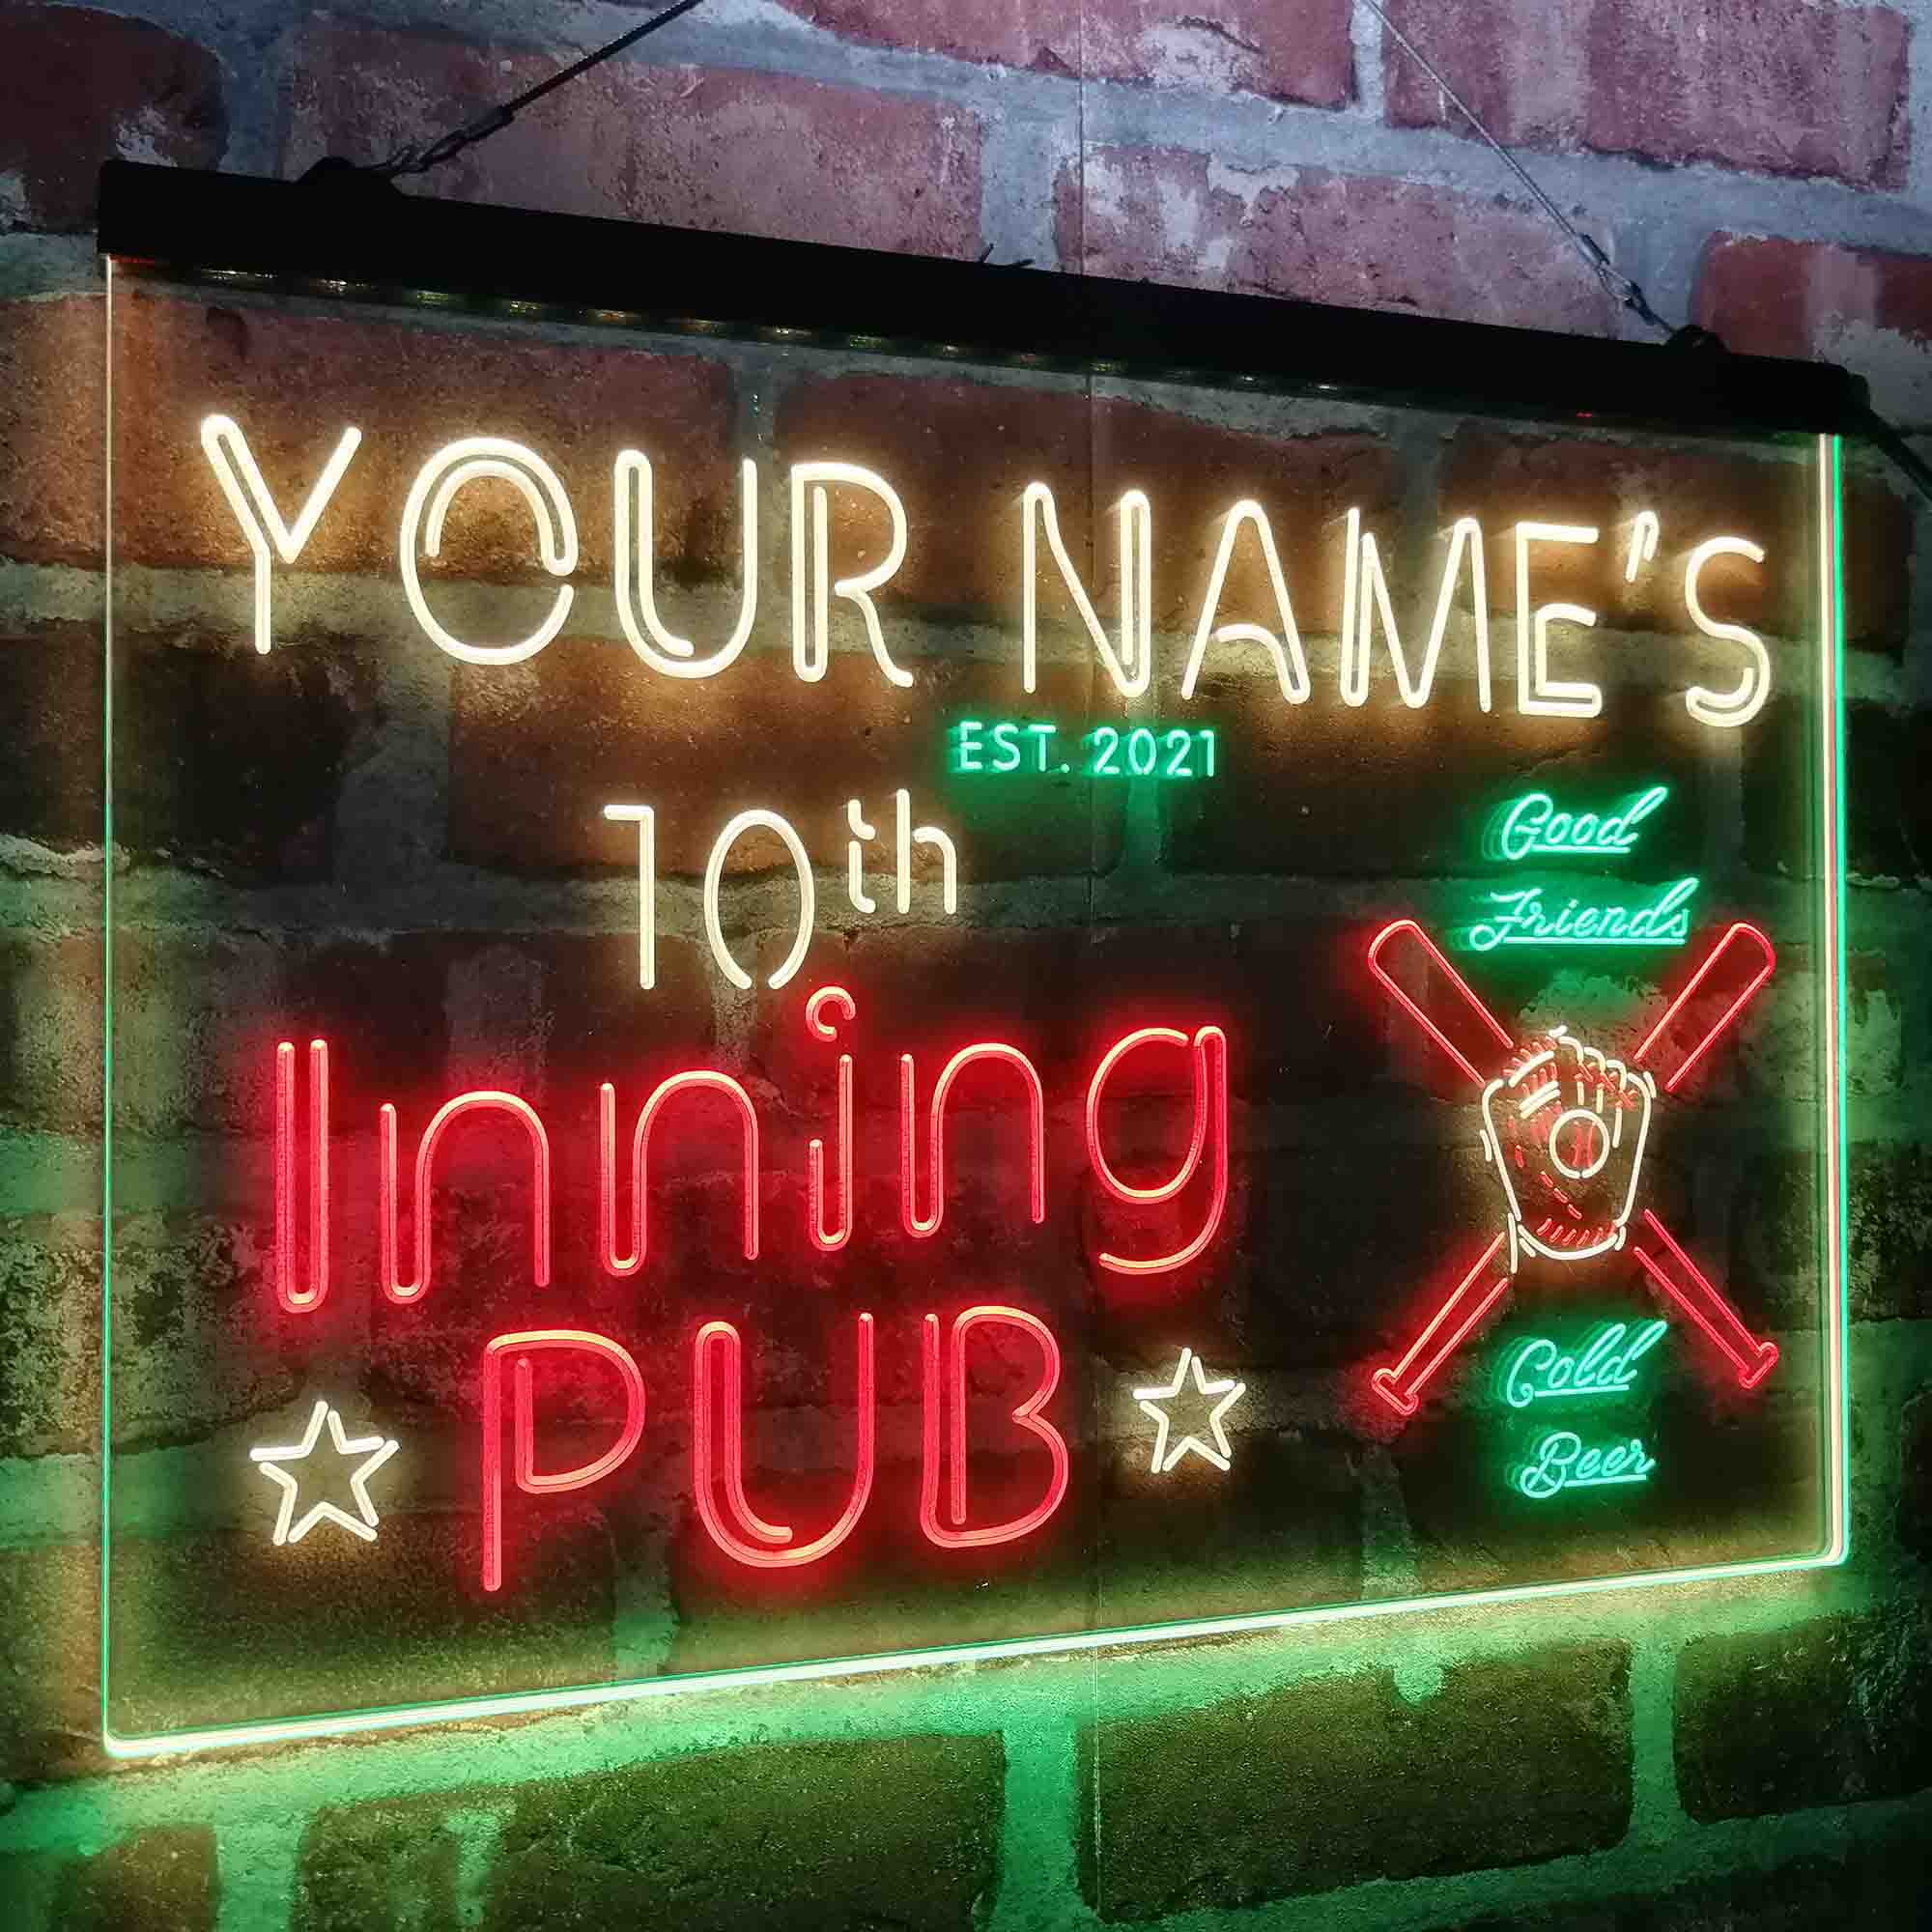 YOUR NAME'S
EST. 2021
10th
Inning
PUB
Good
Friends
Cold
Beer